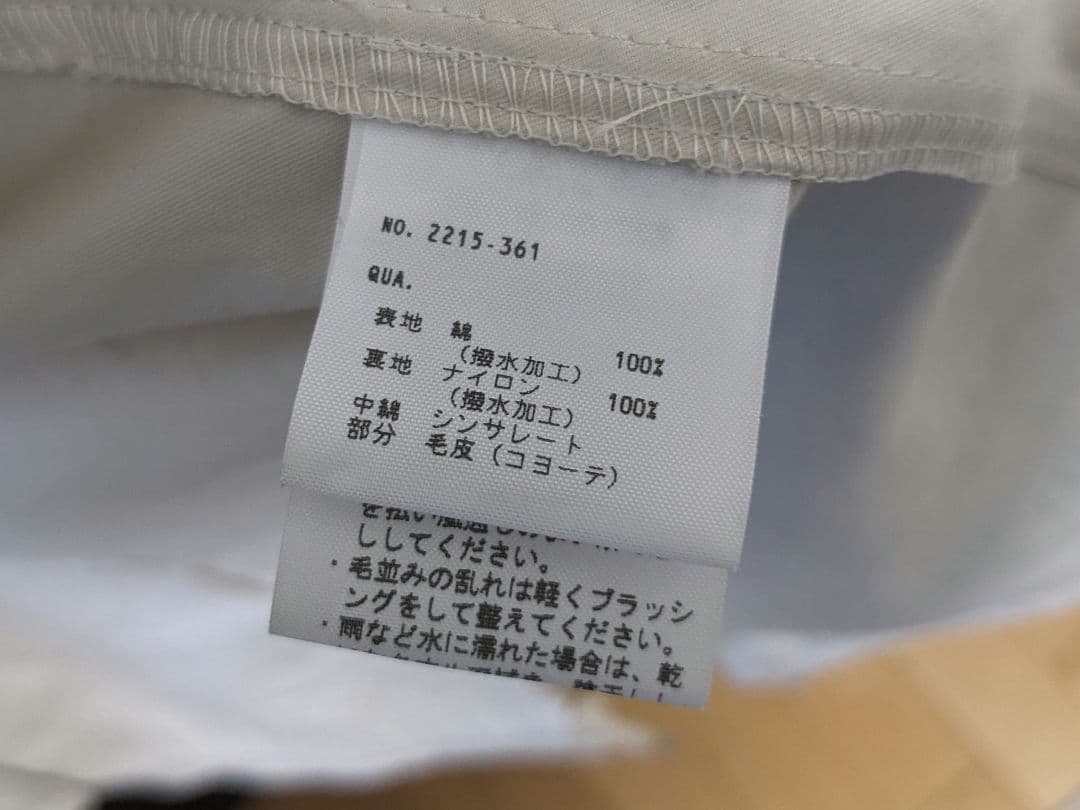 NO. 2215-361
QUA.
表地 綿
(撥水加工) 100%
裏地 ナイロン
(撥水加工) 100%
中綿 シンサレート
部分 毛皮(コヨーテ)
ししてください。
・毛並みの乱れは軽くブラッシ
ングをして整えてください。
・雨など水に濡れた場合は、乾